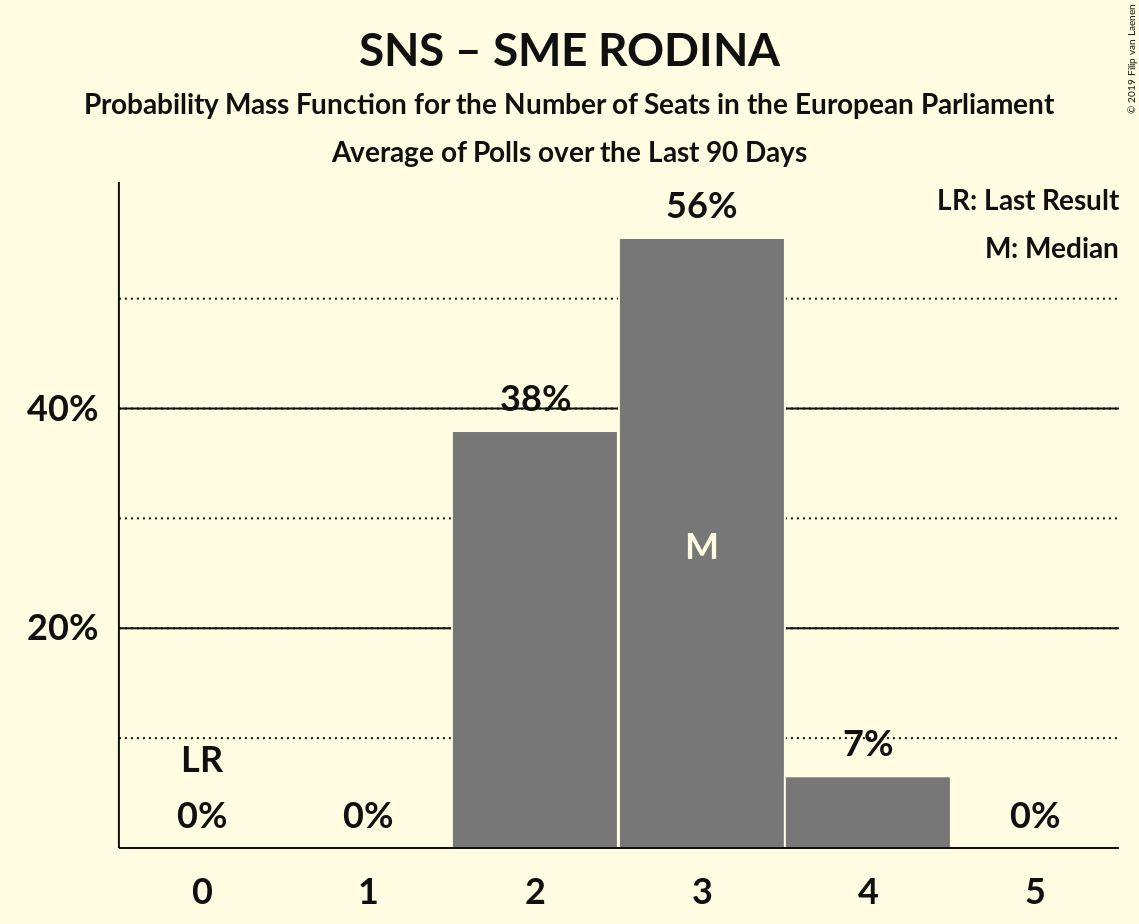 SNS – SME RODINA
Probability Mass Function for the Number of Seats in the European Parliament
Average of Polls over the Last 90 Days
© 2019 Filip van Laenen
LR: Last Result
M: Median
56%
40%
38%
M
20%
LR
7%
0%
0%
0%
0
1
2
3
4
5